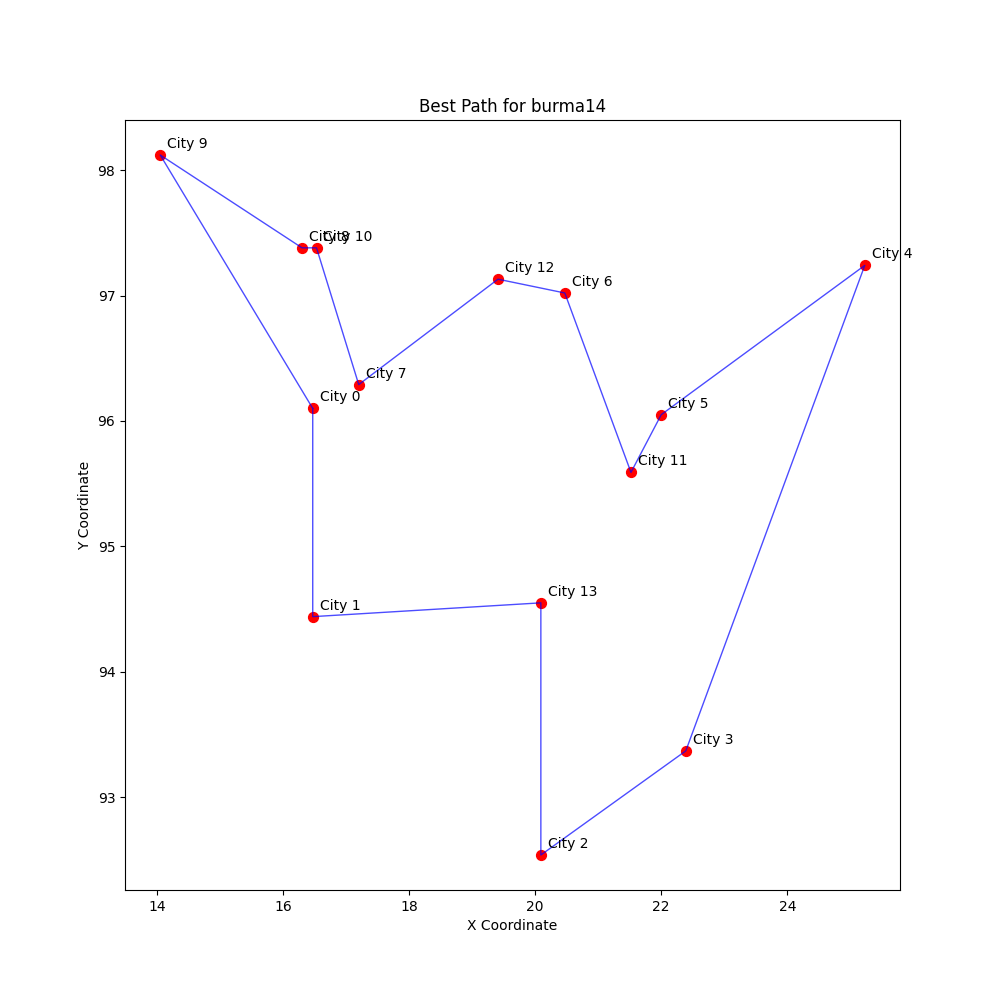 Best Path for burma14
City 9
City 8
City 10
City 4
City 12
City 6
City 7
City 0
City 5
City 11
City 13
City 1
City 3
City 2
98
97
96
95
94
93
Y Coordinate
14 16 18 20 22 24
X Coordinate